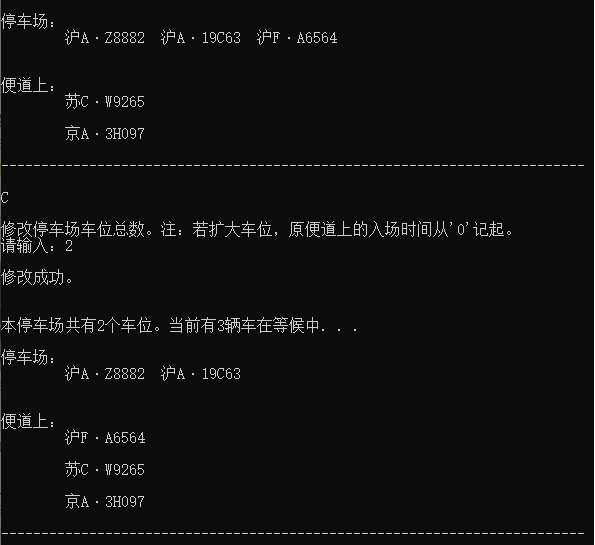 停车场:
沪A·Z8882 沪A·19C63 沪F·A6564
便道上:
苏C·W9265
京A·3H097
--------------------------------------------------------------------------
C
修改停车场车位总数。注: 若扩大车位，原便道上的入场时间从'0'记起。
请输入: 2
修改成功。
本停车场共有2个车位。当前有3辆车在等候中. . .
停车场:
沪A·Z8882 沪A·19C63
便道上:
沪F·A6564
苏C·W9265
京A·3H097
--------------------------------------------------------------------------